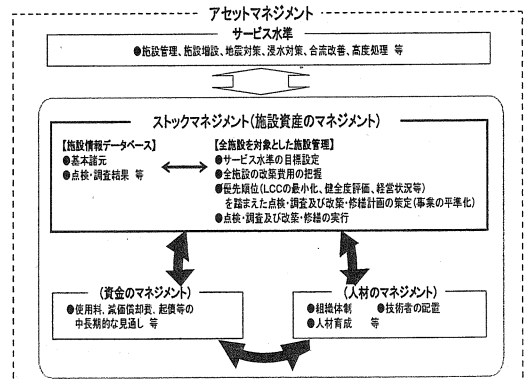 アセットマネジメント
サービス水準
●施設管理、施設増設、地震対策、浸水対策、合流改善、高度処理 等
ストックマネジメント(施設資産のマネジメント)
【施設情報データベース】
●基本諸元
●点検・調査結果 等
【全施設を対象とした施設管理】
●サービス水準の目標設定
●全施設の改築費用の把握
●優先順位(LCCの最小化、健全度評価、経営状況等)
を踏まえた点検・調査及び改築・修繕計画の策定(事業の平準化)
●点検・調査及び改築・修繕の実行
(資金のマネジメント)
●使用料、減価償却費、起債等の
中長期的な見通し 等
(人材のマネジメント)
●組織体制 ●技術者の配置
●人材育成 等